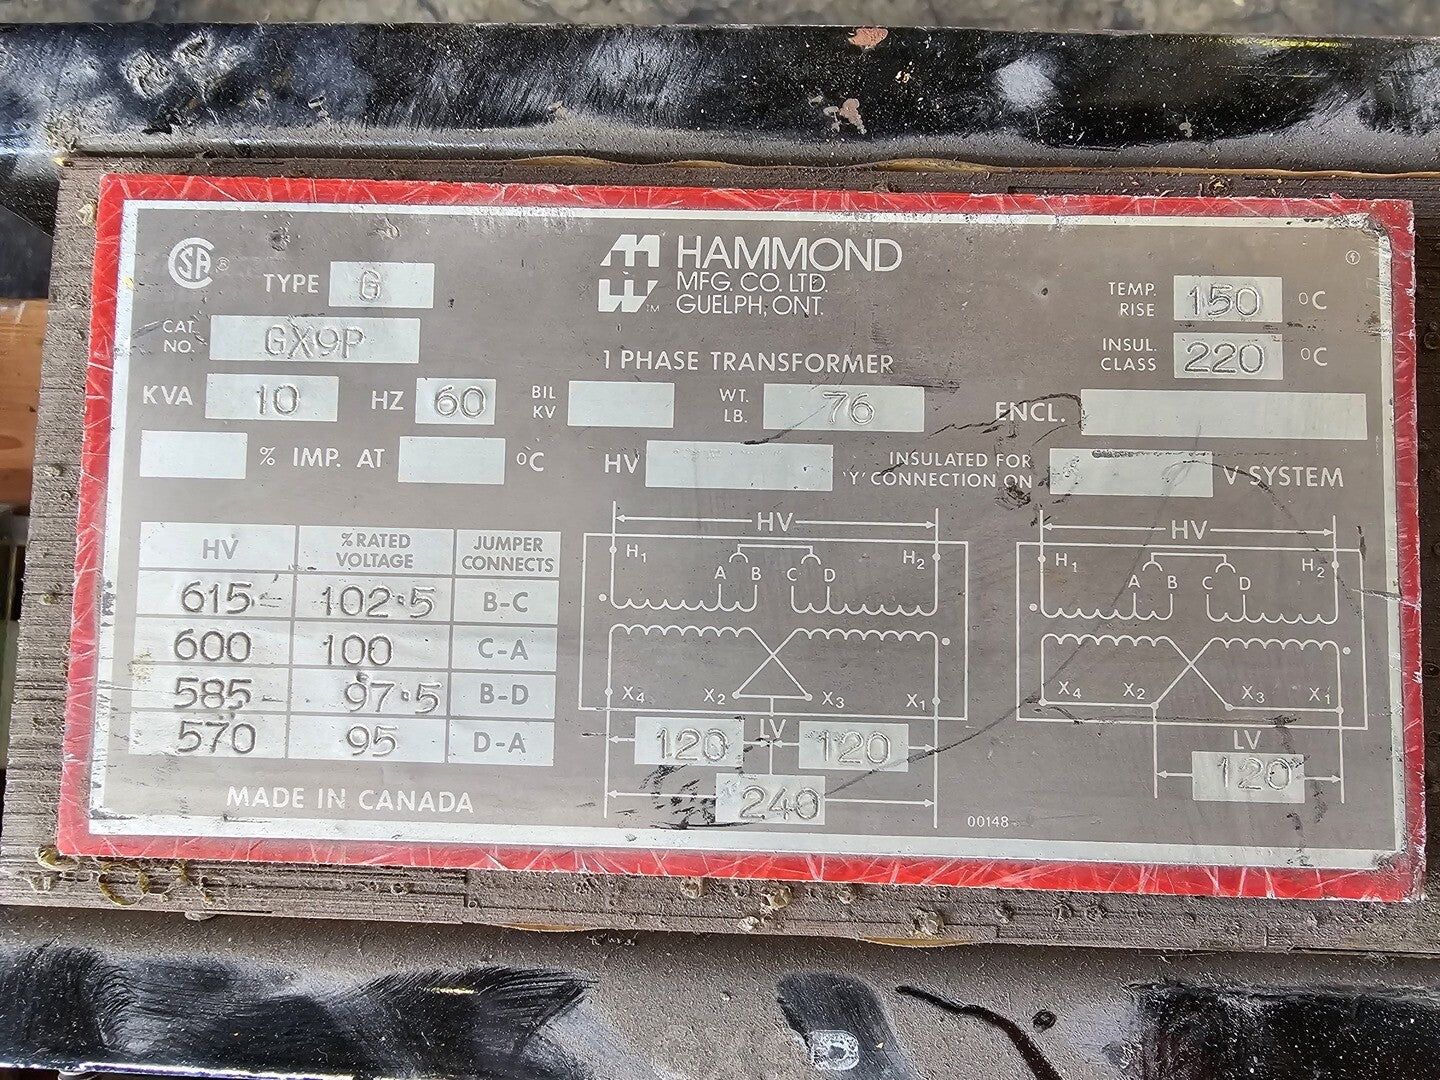 CSA ®
TYPE G
HAMMOND
MFG. CO. LTD.
GUELPH, ONT.
TM
TEMP. RISE 150 °C
CAT. NO. GX9P
1 PHASE TRANSFORMER
INSUL. CLASS 220 °C
KVA 10 HZ 60 BIL KV WT. LB. 76 ENCL.
% IMP. AT °C HV INSULATED FOR 'Y' CONNECTION ON V SYSTEM
HV % RATED VOLTAGE JUMPER CONNECTS
615 102.5 B-C
600 100 C-A
585 97.5 B-D
570 95 D-A
MADE IN CANADA
HV
H1 H2
A B C D
X4 X2 X3 X1
LV
120 120
240
HV
H1 H2
A B C D
X4 X2 X3 X1
LV
120
00148